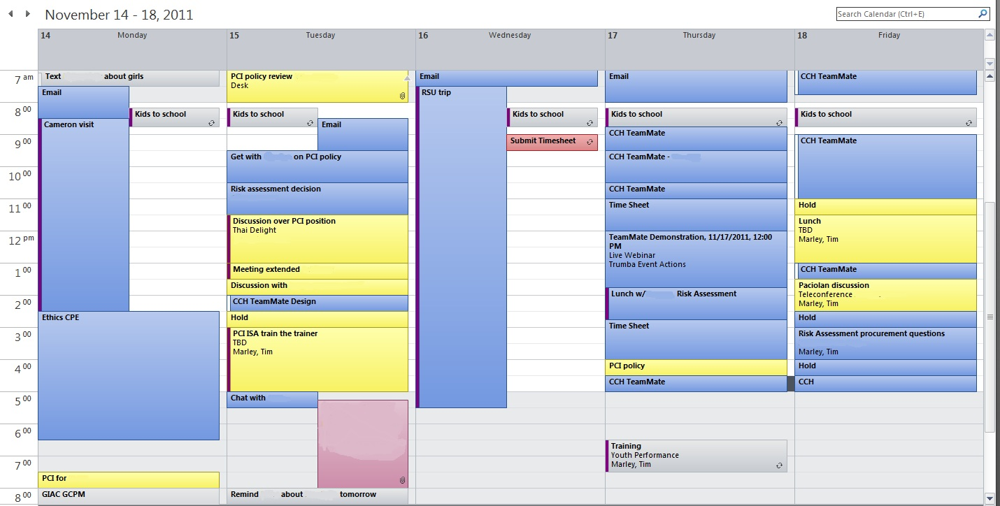 November 14 - 18, 2011
Search Calendar (Ctrl+E)
14 Monday
15 Tuesday
16 Wednesday
17 Thursday
18 Friday
7 am
8 00
9 00
10 00
11 00
12 pm
1 00
2 00
3 00
4 00
5 00
6 00
7 00
8 00
Text about girls
Email
Kids to school
Cameron visit
Ethics CPE
PCI for
GIAC GCPM
PCI policy review
Desk
Kids to school
Email
Get with on PCI policy
Risk assessment decision
Discussion over PCI position
Thai Delight
Meeting extended
Discussion with
CCH TeamMate Design
Hold
PCI ISA train the trainer
TBD
Marley, Tim
Chat with
Remind about tomorrow
Email
RSU trip
Kids to school
Submit Timesheet
Email
Kids to school
CCH TeamMate
CCH TeamMate -
CCH TeamMate
Time Sheet
TeamMate Demonstration, 11/17/2011, 12:00
PM
Live Webinar
Trumba Event Actions
Lunch w/ Risk Assessment
Time Sheet
PCI policy
CCH TeamMate
Training
Youth Performance
Marley, Tim
CCH TeamMate
Kids to school
CCH TeamMate
Hold
Lunch
TBD
Marley, Tim
CCH TeamMate
Paciolan discussion
Teleconference
Marley, Tim
Hold
Risk Assessment procurement questions
Marley, Tim
Hold
CCH